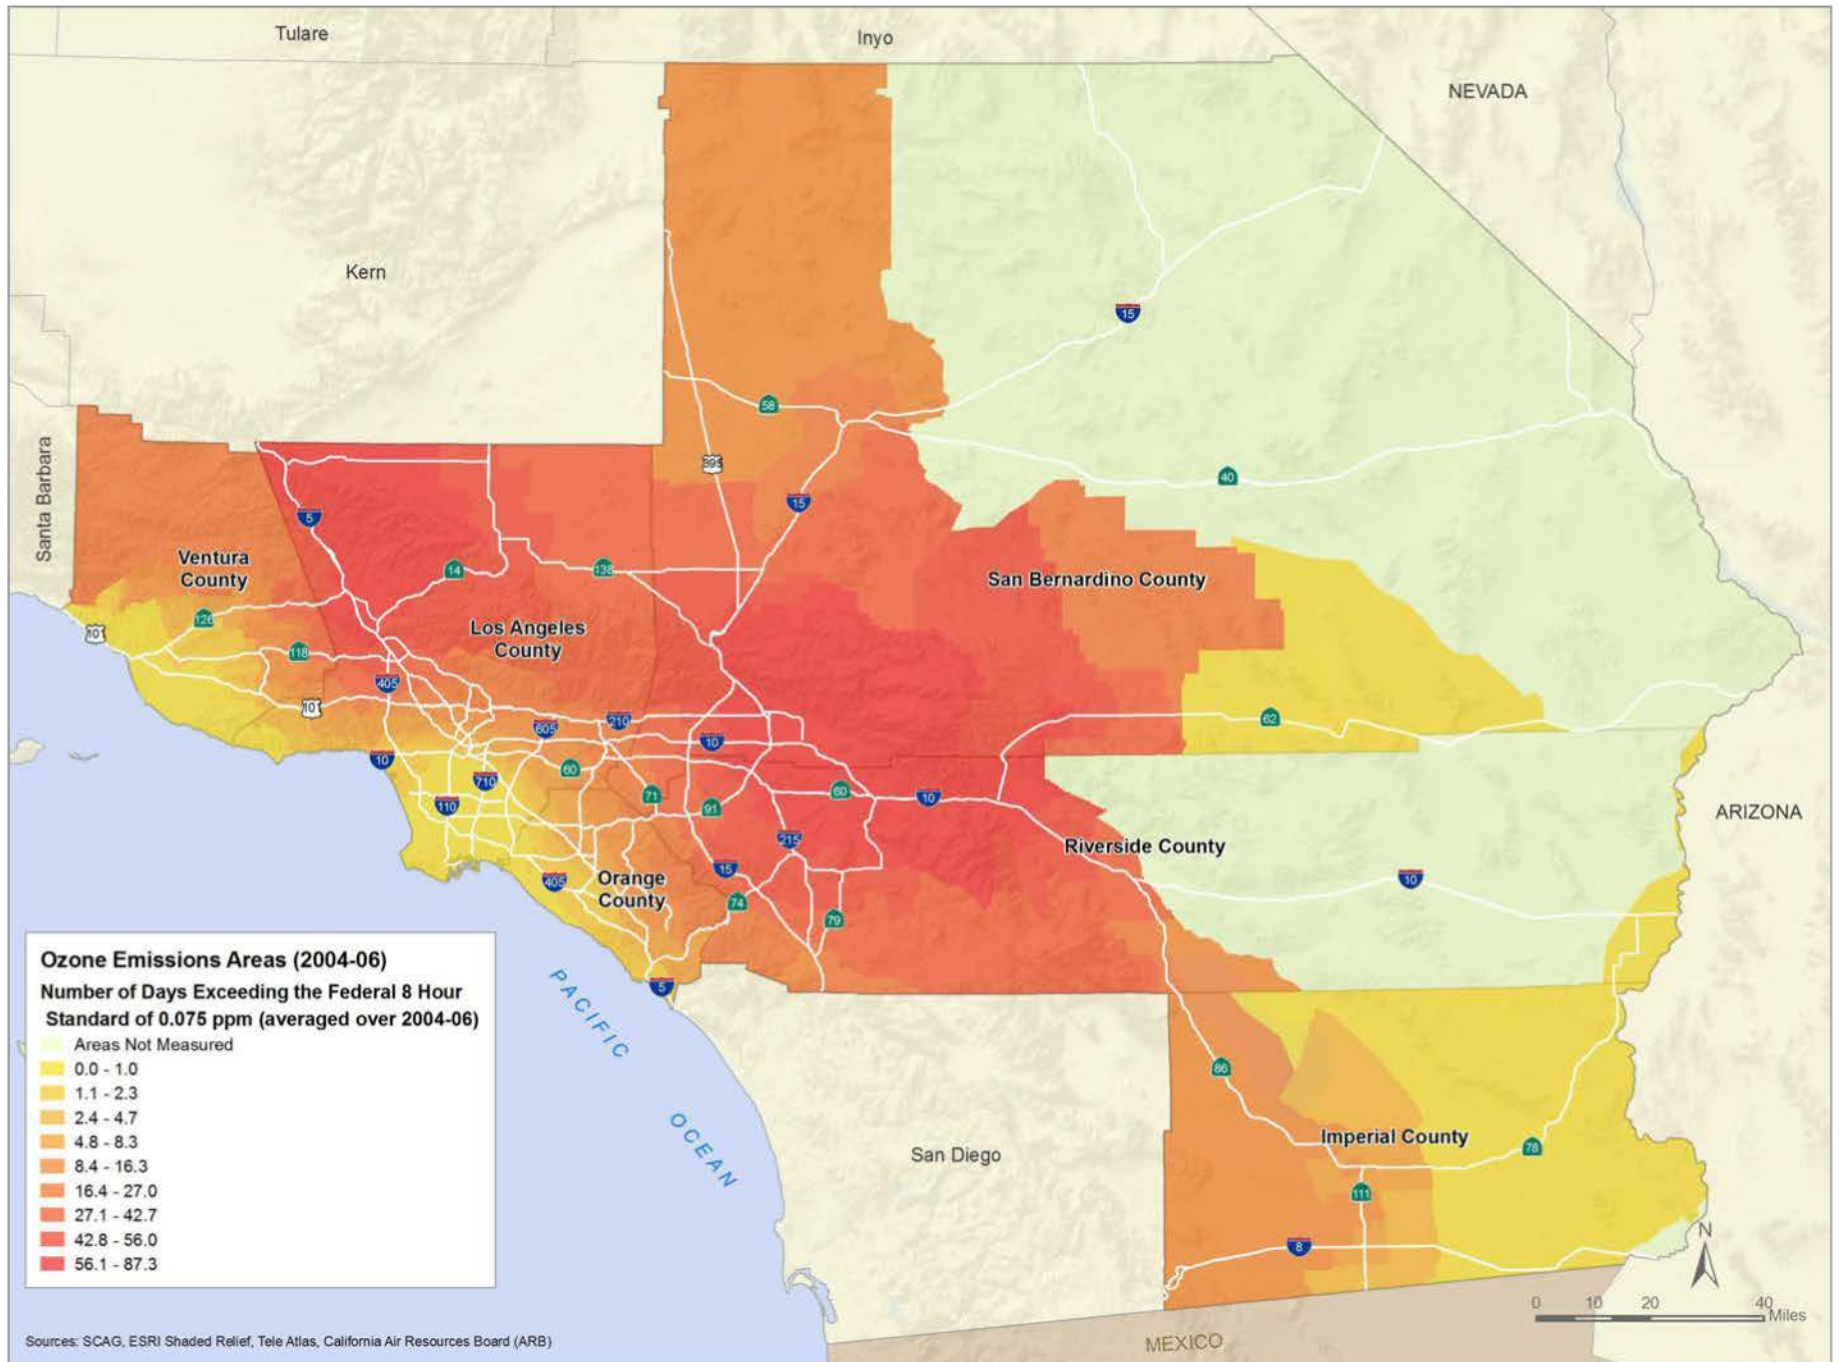 Tulare
Inyo
NEVADA
Kern
15
58
395
15
40
Santa Barbara
5
Ventura
County
14
138
San Bernardino County
126
101
118
Los Angeles
County
405
101
605
210
10
62
10
60
710
110
71
91
60
10
ARIZONA
215
Riverside County
15
10
405
Orange
County
74
79
5
PACIFIC
OCEAN
86
Imperial County
78
San Diego
111
8
N
MEXICO
0 10 20 40
Miles
Ozone Emissions Areas (2004-06)
Number of Days Exceeding the Federal 8 Hour
Standard of 0.075 ppm (averaged over 2004-06)
Areas Not Measured
0.0 - 1.0
1.1 - 2.3
2.4 - 4.7
4.8 - 8.3
8.4 - 16.3
16.4 - 27.0
27.1 - 42.7
42.8 - 56.0
56.1 - 87.3
Sources: SCAG, ESRI Shaded Relief, Tele Atlas, California Air Resources Board (ARB)